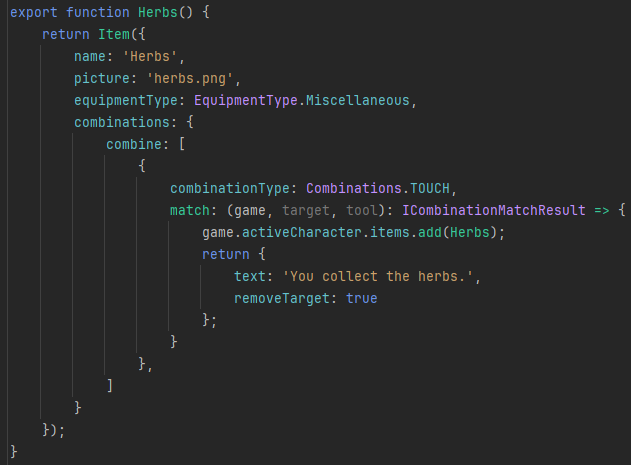 export function Herbs() {
    return Item({
        name: 'Herbs',
        picture: 'herbs.png',
        equipmentType: EquipmentType.Miscellaneous,
        combinations: {
            combine: [
                {
                    combinationType: Combinations.TOUCH,
                    match: (game, target, tool): ICombinationMatchResult => {
                        game.activeCharacter.items.add(Herbs);
                        return {
                            text: 'You collect the herbs.',
                            removeTarget: true
                        };
                    }
                },
            ]
        }
    });
}